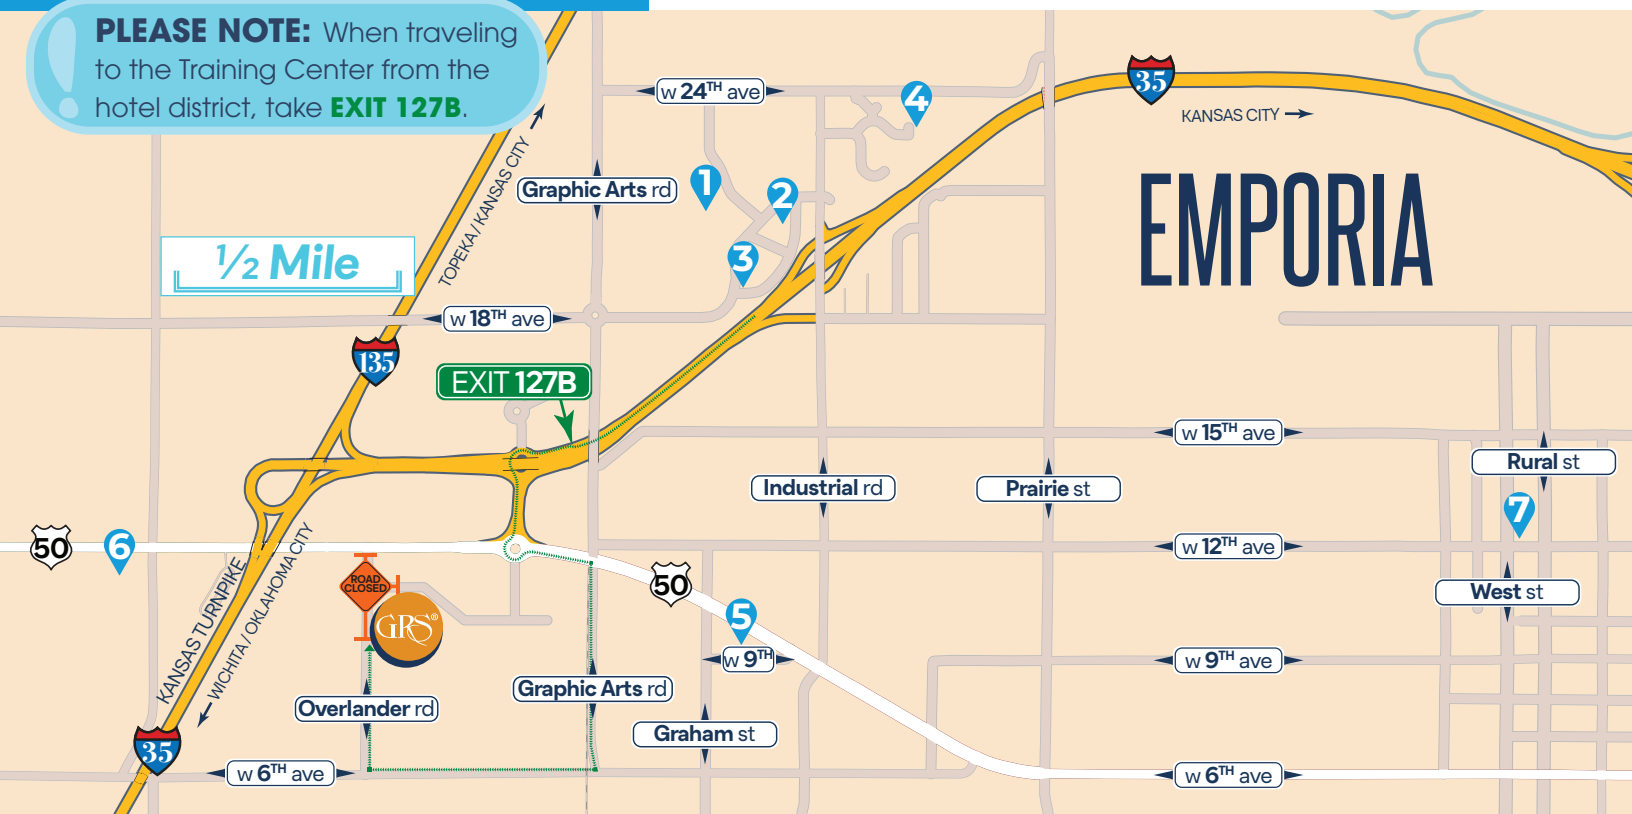 PLEASE NOTE: When traveling
to the Training Center from the
hotel district, take EXIT 127B.
w 24TH ave
4
35
KANSAS CITY
TOPEKA / KANSAS CITY
Graphic Arts rd
1
2
3
EMPORIA
½ Mile
w 18TH ave
135
EXIT 127B
w 15TH ave
Rural st
Industrial rd
Prairie st
7
50
6
w 12TH ave
KANSAS TURNPIKE
WICHITA / OKLAHOMA CITY
ROAD
CLOSED
GRS®
50
5
West st
w 9TH
w 9TH ave
Graphic Arts rd
Overlander rd
Graham st
35
w 6TH ave
w 6TH ave